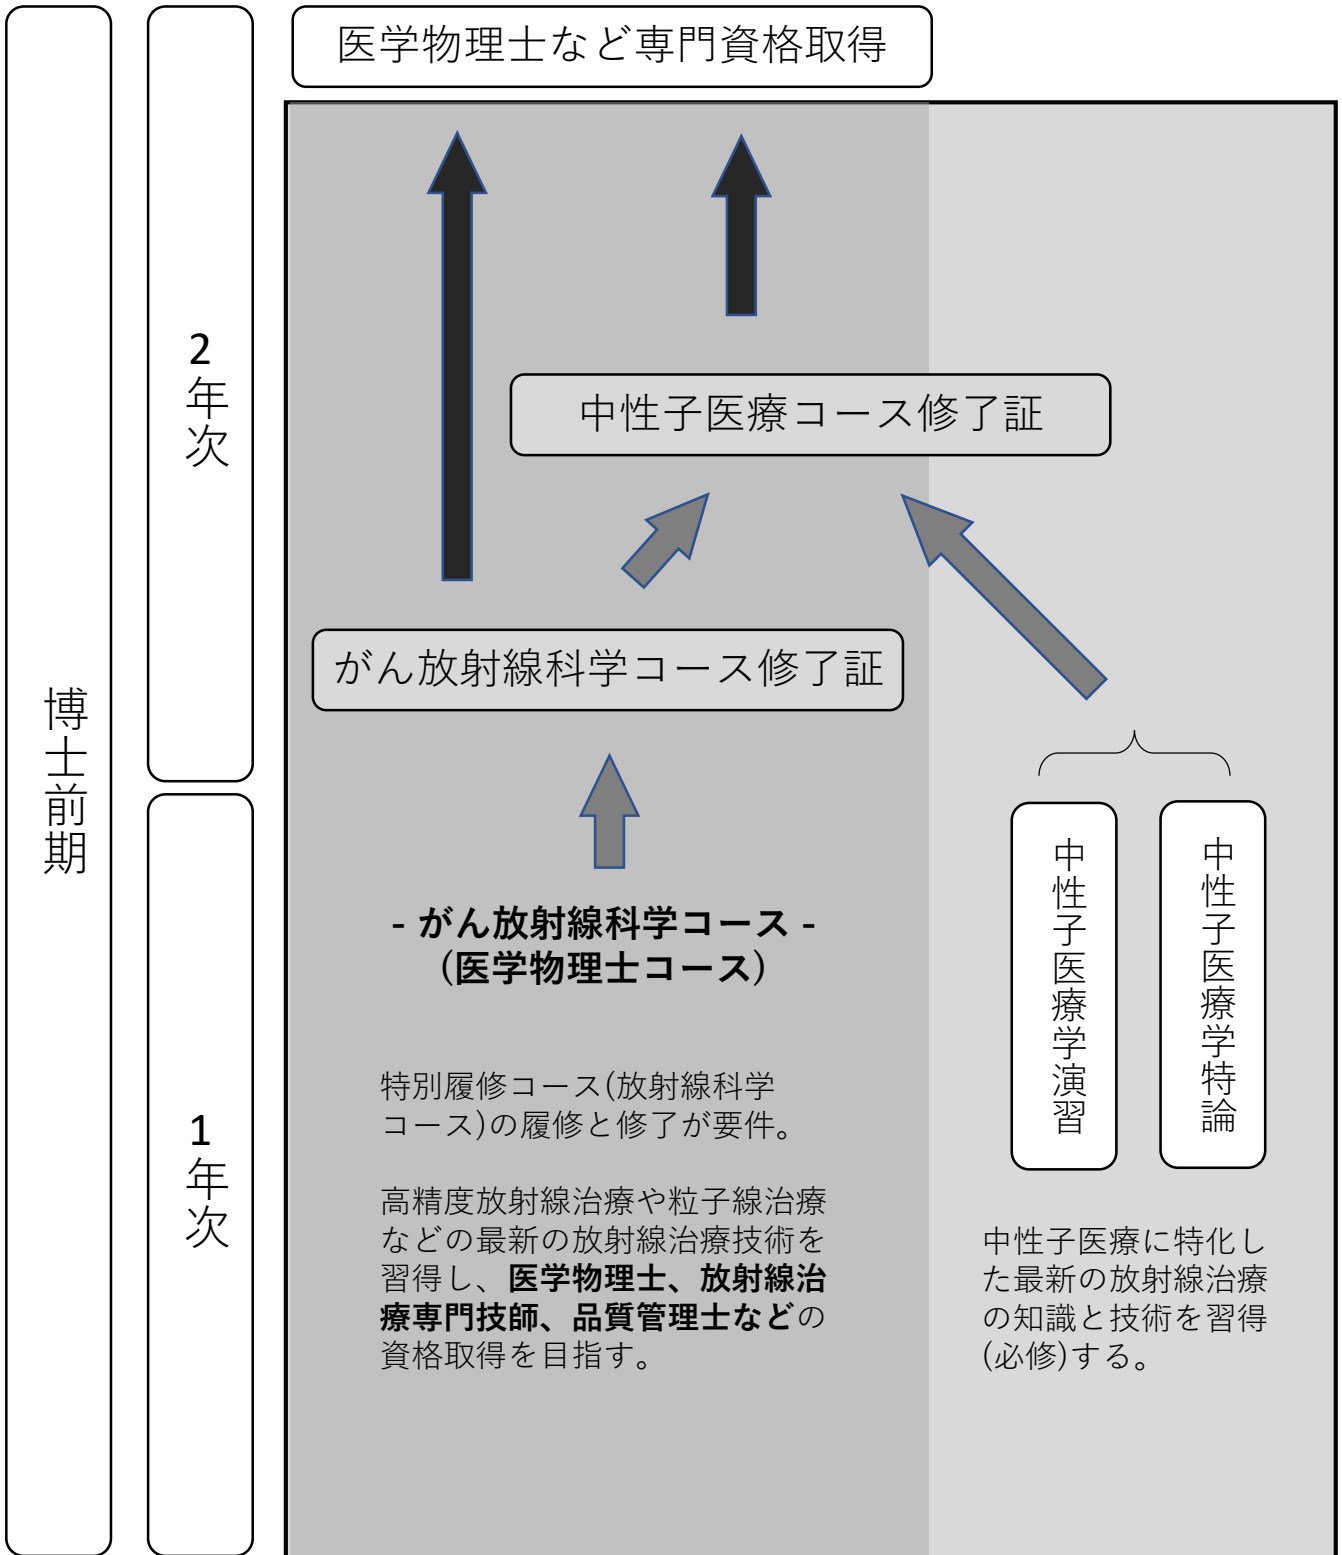 医学物理士など専門資格取得
博士前期
2年次
1年次
中性子医療コース修了証
がん放射線科学コース修了証
- がん放射線科学コース -
(医学物理士コース)
特別履修コース(放射線科学
コース)の履修と修了が要件。
高精度放射線治療や粒子線治療
などの最新の放射線治療技術を
習得し、医学物理士、放射線治
療専門技師、品質管理士などの
資格取得を目指す。
中性子医療学演習
中性子医療学特論
中性子医療に特化し
た最新の放射線治療
の知識と技術を習得
(必修)する。